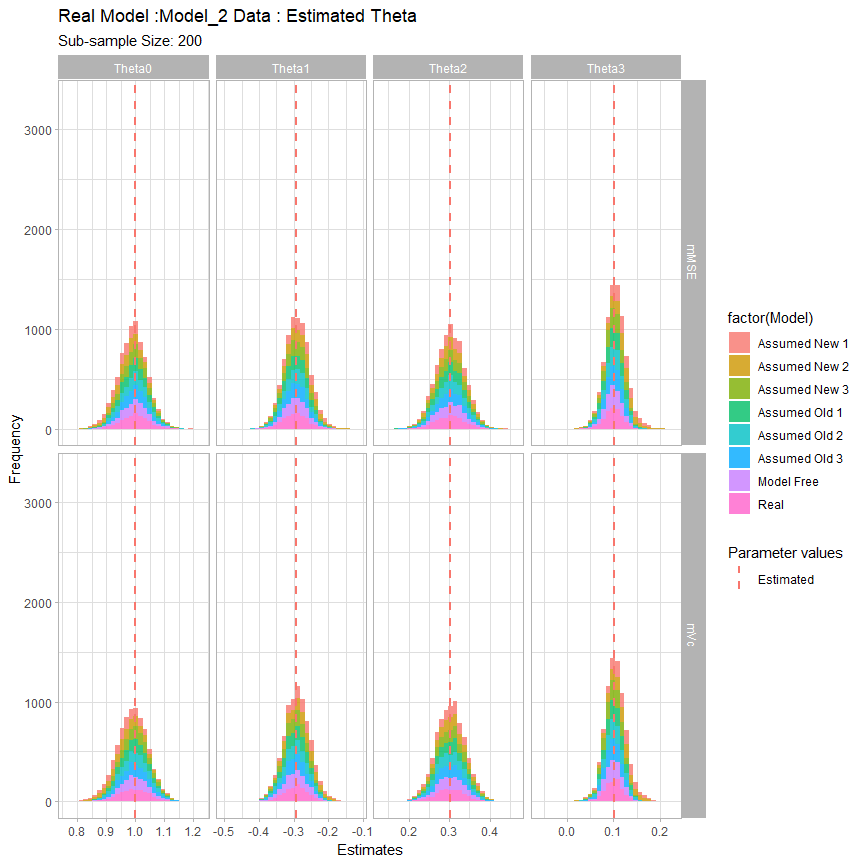 Real Model :Model_2 Data : Estimated Theta
Sub-sample Size: 200
Theta0 Theta1 Theta2 Theta3
3000
2000
1000
0
mMSE
3000
2000
1000
0
mVc
Frequency
0.8 1.0 1.1 1.2 -0.5 -0.4 -0.3 -0.2 -0.1 0.2 0.3 0.4 0.0 0.1 0.2
Estimates
factor(Model)
Assumed New 1
Assumed New 2
Assumed New 3
Assumed Old 1
Assumed Old 2
Assumed Old 3
Model Free
Real
Parameter values
Estimated